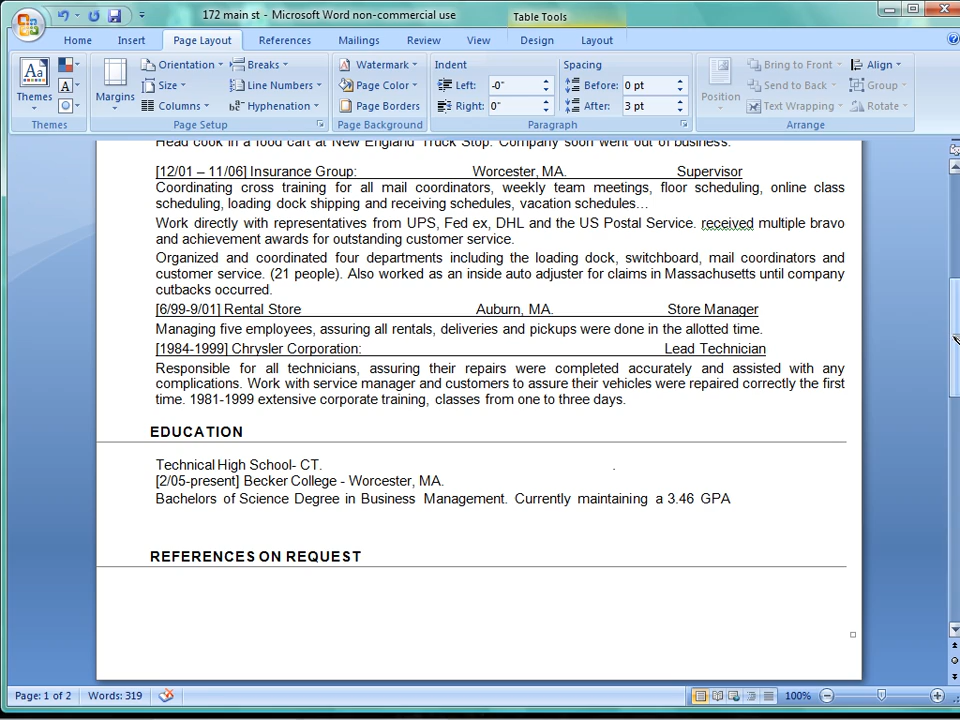 172 main st - Microsoft Word non-commercial use
Table Tools
Home Insert Page Layout References Mailings Review View Design Layout
Themes
Margins
Orientation
Size
Columns
Breaks
Line Numbers
Hyphenation
Watermark
Page Color
Page Borders
Indent
Left: -0"
Right: 0"
Spacing
Before: 0 pt
After: 3 pt
Position
Bring to Front
Send to Back
Text Wrapping
Align
Group
Rotate
Themes Page Setup Page Background Paragraph Arrange
Head cook in a food cart at New England Truck Stop. Company soon went out of business.
[12/01 – 11/06] Insurance Group: Worcester, MA. Supervisor
Coordinating cross training for all mail coordinators, weekly team meetings, floor scheduling, online class
scheduling, loading dock shipping and receiving schedules, vacation schedules…
Work directly with representatives from UPS, Fed ex, DHL and the US Postal Service. received multiple bravo
and achievement awards for outstanding customer service.
Organized and coordinated four departments including the loading dock, switchboard, mail coordinators and
customer service. (21 people). Also worked as an inside auto adjuster for claims in Massachusetts until company
cutbacks occurred.
[6/99-9/01] Rental Store Auburn, MA. Store Manager
Managing five employees, assuring all rentals, deliveries and pickups were done in the allotted time.
[1984-1999] Chrysler Corporation: Lead Technician
Responsible for all technicians, assuring their repairs were completed accurately and assisted with any
complications. Work with service manager and customers to assure their vehicles were repaired correctly the first
time. 1981-1999 extensive corporate training, classes from one to three days.
EDUCATION
Technical High School- CT. .
[2/05-present] Becker College - Worcester, MA.
Bachelors of Science Degree in Business Management. Currently maintaining a 3.46 GPA
REFERENCES ON REQUEST
Page: 1 of 2 Words: 319 100%